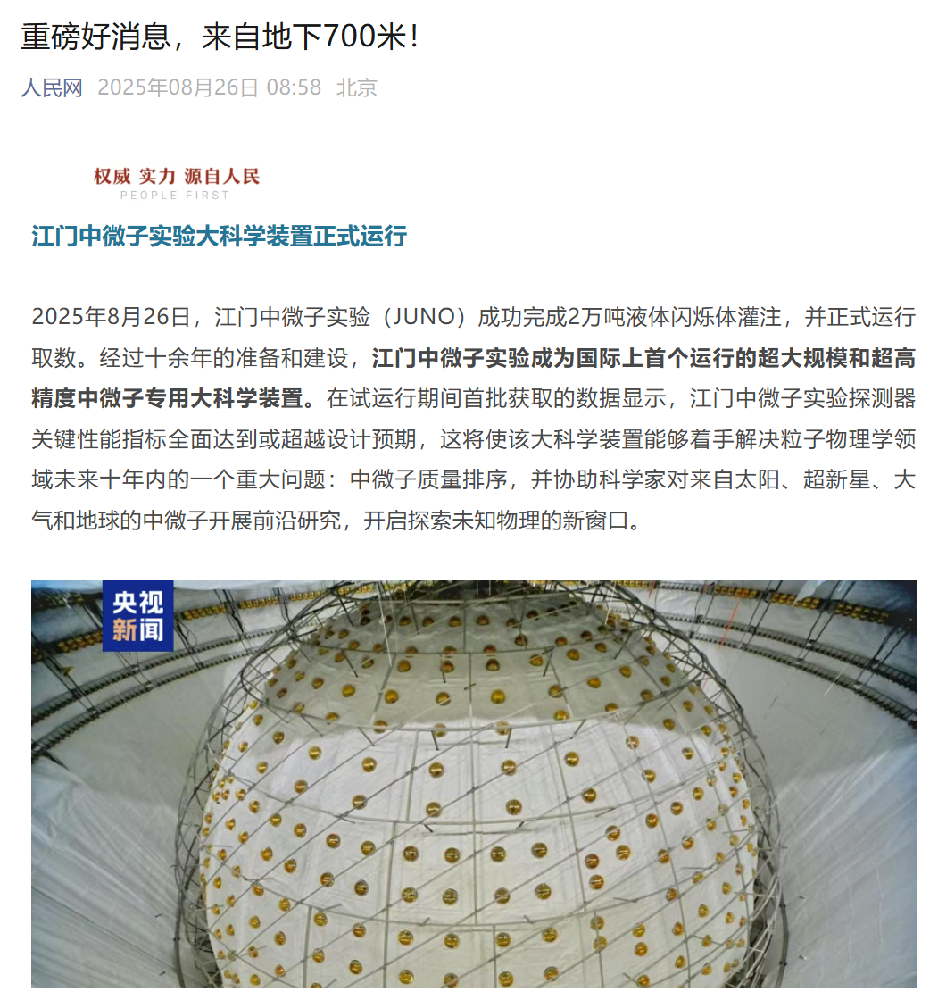 重磅好消息，来自地下700米！
人民网 2025年08月26日 08:58 北京
权威 实力 源自人民
PEOPLE FIRST
江门中微子实验大科学装置正式运行
2025年8月26日，江门中微子实验（JUNO）成功完成2万吨液体闪烁体灌注，并正式运行
取数。经过十余年的准备和建设，江门中微子实验成为国际上首个运行的超大规模和超高
精度中微子专用大科学装置。在试运行期间首批获取的数据显示，江门中微子实验探测器
关键性能指标全面达到或超越设计预期，这将使该大科学装置能够着手解决粒子物理学领
域未来十年内的一个重大问题：中微子质量排序，并协助科学家对来自太阳、超新星、大
气和地球的中微子开展前沿研究，开启探索未知物理的新窗口。
央视
新闻